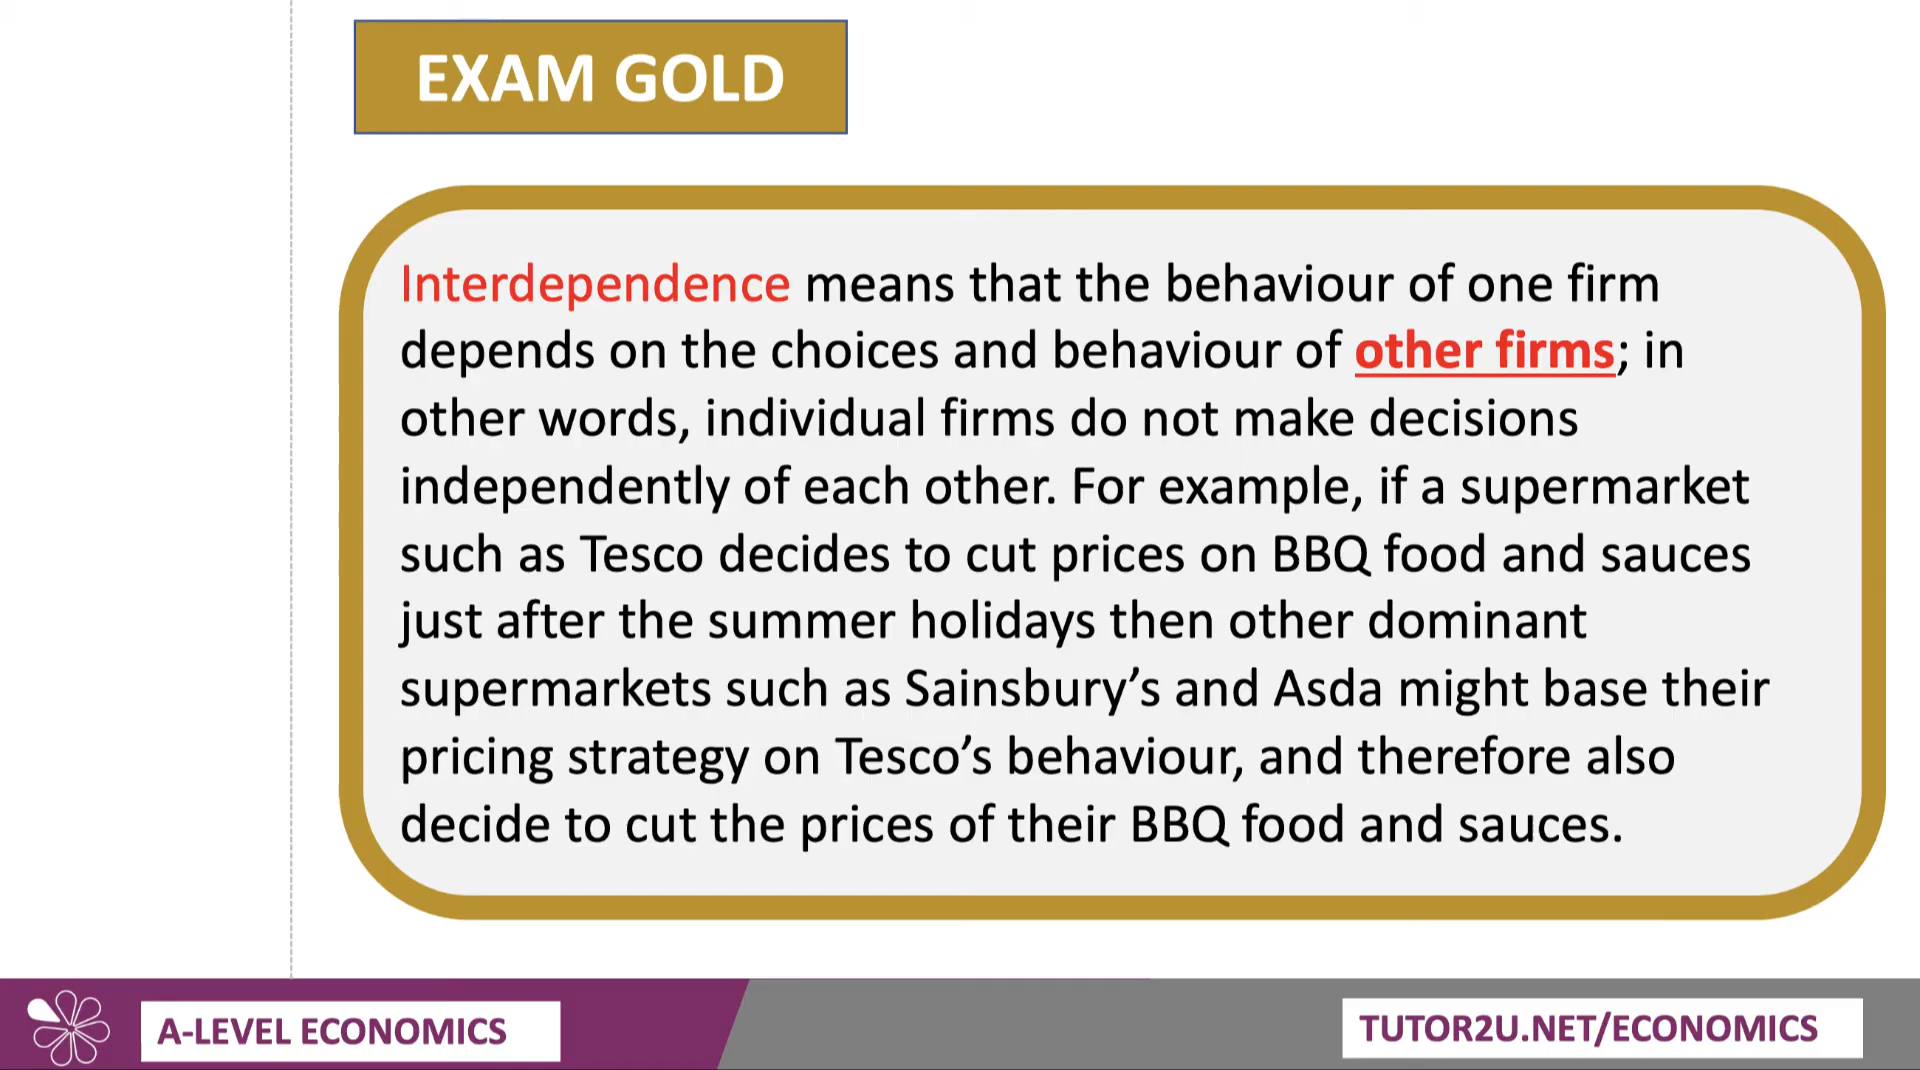 EXAM GOLD
Interdependence means that the behaviour of one firm
depends on the choices and behaviour of other firms; in
other words, individual firms do not make decisions
independently of each other. For example, if a supermarket
such as Tesco decides to cut prices on BBQ food and sauces
just after the summer holidays then other dominant
supermarkets such as Sainsbury’s and Asda might base their
pricing strategy on Tesco’s behaviour, and therefore also
decide to cut the prices of their BBQ food and sauces.
A-LEVEL ECONOMICS
TUTOR2U.NET/ECONOMICS